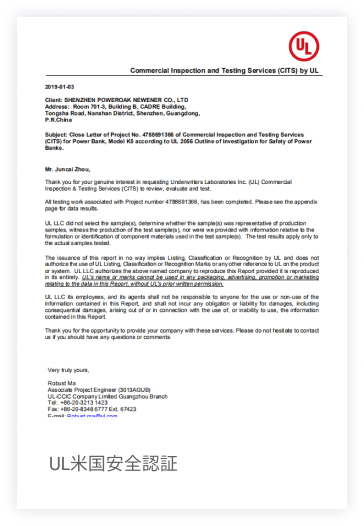 UL
Commercial Inspection and Testing Services (CITS) by UL
2019-01-03
Client: SHENZHEN POWEROAK NEWENER CO., LTD
Address: Room 701-3, Building B, CADRE Building,
Tongsha Road, Nanshan District, Shenzhen, Guangdong,
P.R.China
Subject: Close Letter of Project No. 4788691366 of Commercial Inspection and Testing Services
(CITS) for Power Bank, Model K5 according to UL 2056 Outline of Investigation for Safety of Power
Banks.
Mr. Juncai Zhou,
Thank you for your genuine interest in requesting Underwriters Laboratories Inc. (UL) Commercial
Inspection & Testing Services (CITS) to review, evaluate and test.
All testing work associated with Project number 4788691366, has been completed. Please see the appendix
page for data results.
UL LLC did not select the sample(s), determine whether the sample(s) was representative of production
samples, witness the production of the test sample(s), nor were we provided with information relative to the
formulation or identification of component materials used in the test sample(s). The test results apply only to
the actual samples tested.
The issuance of this report in no way implies Listing, Classification or Recognition by UL and does not
authorize the use of UL Listing, Classification or Recognition Marks or any other reference to UL on the product
or system. UL LLC authorizes the above named company to reproduce this Report provided it is reproduced
in its entirety. UL's name or marks cannot be used in any packaging, advertising, promotion or marketing
relating to the data in this Report, without UL's prior written permission.
UL LLC its employees, and its agents shall not be responsible to anyone for the use or non-use of the
information contained in this Report, and shall not incur any obligation or liability for damages, including
consequential damages, arising out of or in connection with the use of, or inability to use, the information
contained in this Report.
Thank you for the opportunity to provide your company with these services. Please do not hesitate to contact
us if you should have any questions or comments.
Very truly yours,
Robust Ma
Associate Project Engineer (3013AGUB)
UL-CCIC Company Limited Guangzhou Branch
Tel: +86-20-3213 1423
Fax: +86-20-8348 6777 Ext. 67423
E-mail: Robust.ma@ul.com
UL米国安全認証